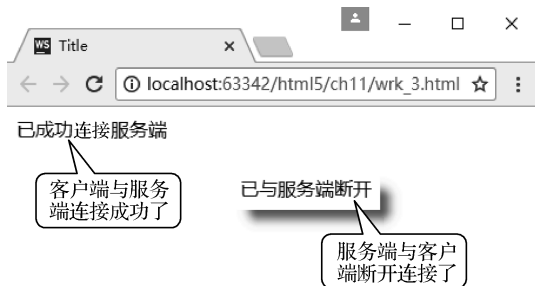 WS Title
localhost:63342/html5/ch11/wrk_3.html
已成功连接服务端
客户端与服务
端连接成功了
已与服务端断开
服务端与客户
端断开连接了